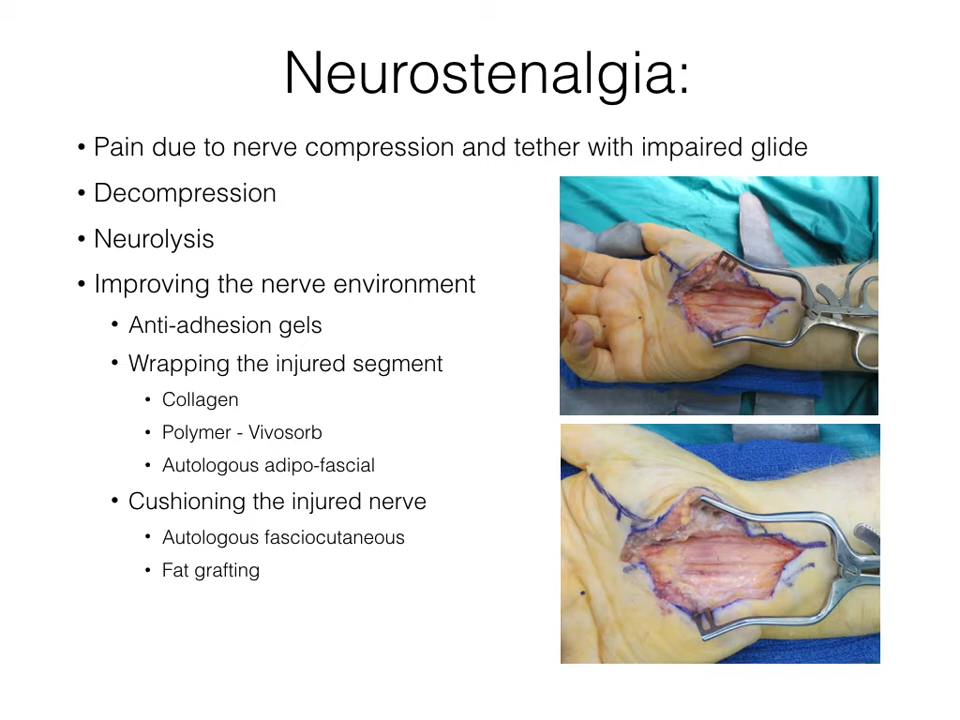 Neurostenalgia:
• Pain due to nerve compression and tether with impaired glide
• Decompression
• Neurolysis
• Improving the nerve environment
• Anti-adhesion gels
• Wrapping the injured segment
• Collagen
• Polymer - Vivosorb
• Autologous adipo-fascial
• Cushioning the injured nerve
• Autologous fasciocutaneous
• Fat grafting